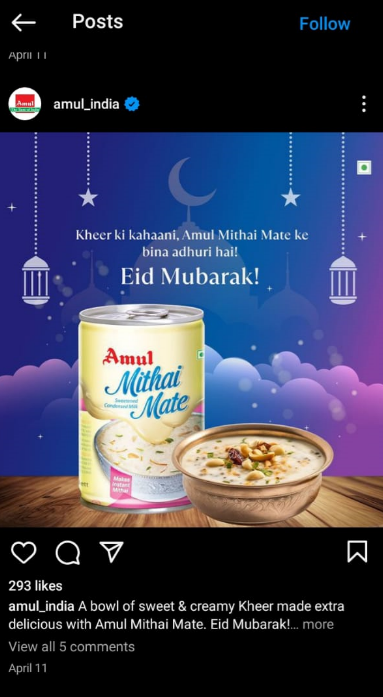 Posts
Follow
April 11
amul_india
Amul
Kheer ki kahaani, Amul Mithai Mate ke
bina adhuri hai!
Eid Mubarak!
Amul
Mithai
Mate
Sweetened
Condensed Milk
Makes
Instant
Mithai
293 likes
amul_india A bowl of sweet & creamy Kheer made extra
delicious with Amul Mithai Mate. Eid Mubarak!... more
View all 5 comments
April 11